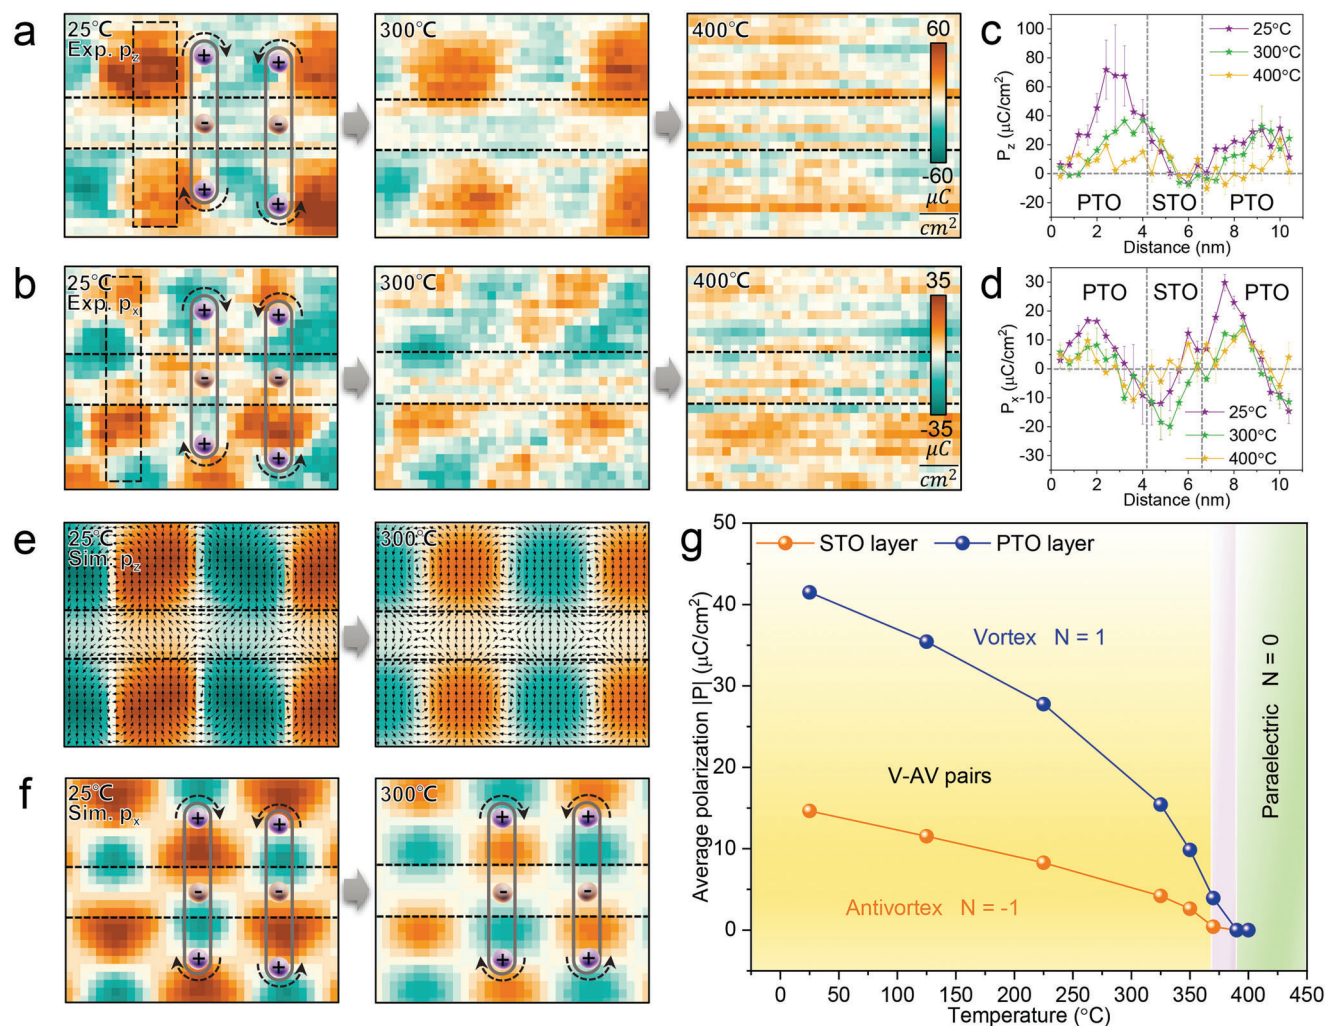 a
25°C
Exp. pz
300°C
400°C
60
-60
μC
cm²
c
100
80
60
40
20
0
-20
Pz (μC/cm²)
25°C
300°C
400°C
PTO
STO
PTO
0 2 4 6 8 10
Distance (nm)
b
25°C
Exp. px
300°C
400°C
35
-35
μC
cm²
d
30
20
10
0
-10
-20
-30
Px (μC/cm²)
PTO
STO
PTO
25°C
300°C
400°C
0 2 4 6 8 10
Distance (nm)
e
25°C
Sim. pz
300°C
f
25°C
Sim. px
300°C
g
50
40
30
20
10
0
Average polarization |P| (μC/cm²)
STO layer
PTO layer
Vortex N = 1
V-AV pairs
Antivortex N = -1
Paraelectric N = 0
0 50 100 150 200 250 300 350 400 450
Temperature (°C)